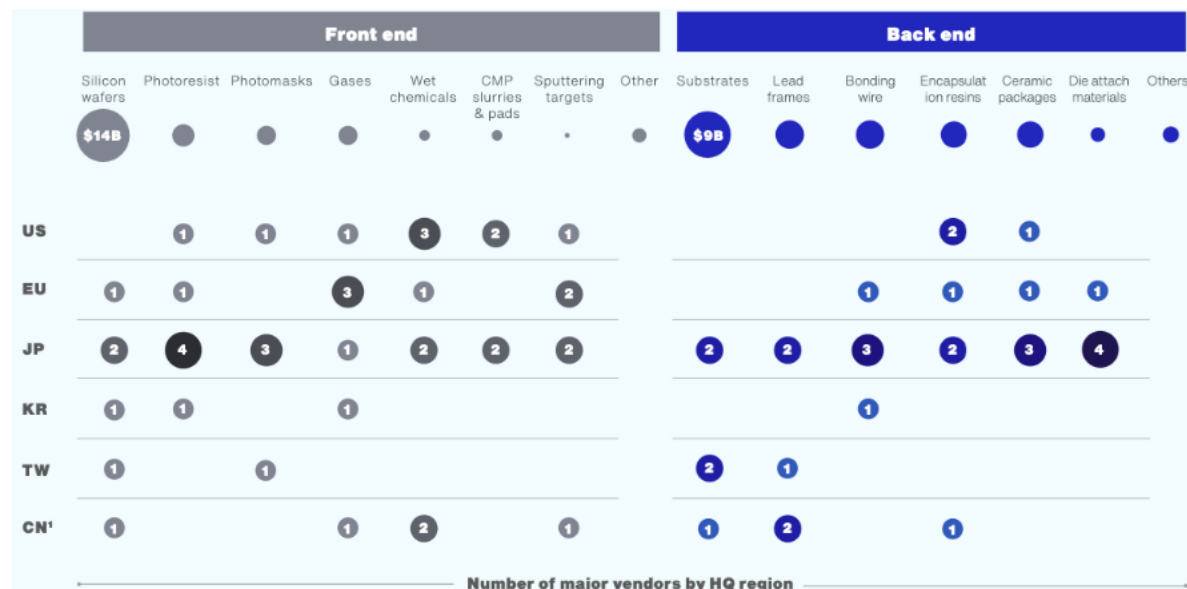 Front end
Back end
Silicon wafers
Photoresist
Photomasks
Gases
Wet chemicals
CMP slurries & pads
Sputtering targets
Other
Substrates
Lead frames
Bonding wire
Encapsulat ion resins
Ceramic packages
Die attach materials
Others
$14B
$9B
US 1 1 1 3 2 1 2 1
EU 1 1 3 1 2 1 1 1 1
JP 2 4 3 1 2 2 2 2 2 3 2 3 4
KR 1 1 1 1
TW 1 1 2 1
CN¹ 1 1 2 1 1 2 1
Number of major vendors by HQ region